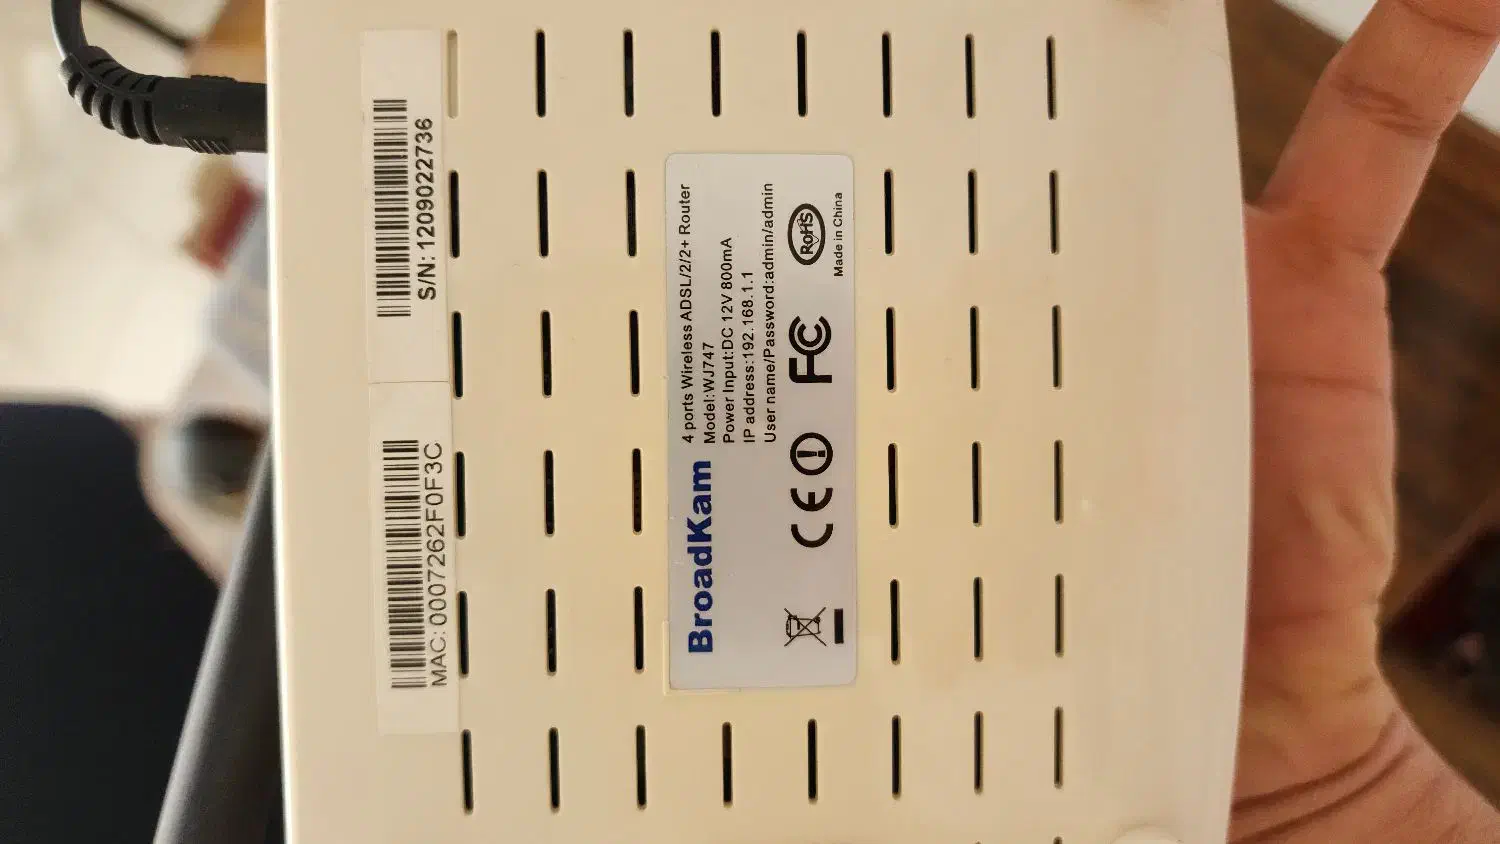 S/N: 1209022736
MAC: 0007262F0F3C
BroadKam
4 ports Wireless ADSL/2/2+ Router
Model:WJ747
Power Input:DC 12V 800mA
IP address:192.168.1.1
User name/Password:admin/admin
CE
FC
RoHS
Made in China